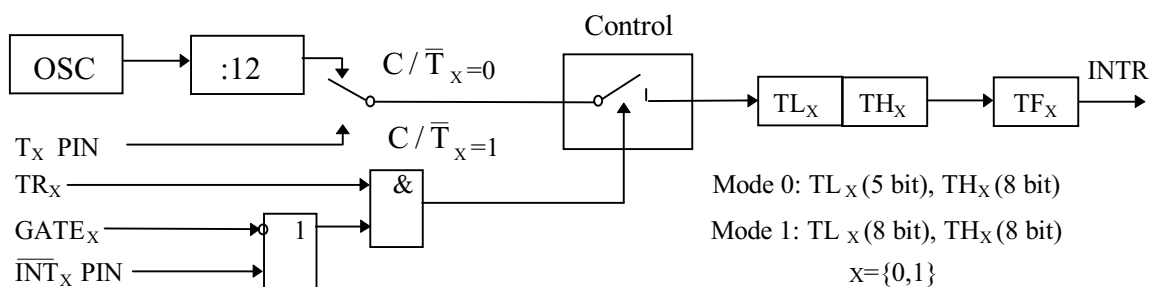 Control
OSC
:12
C / T̅ X=0
TLX
THX
TFX
INTR
TX PIN
C / T̅ X=1
TRX
&
Mode 0: TL X (5 bit), THX (8 bit)
GATEX
1
Mode 1: TL X (8 bit), THX (8 bit)
I̅N̅T̅X PIN
X={0,1}